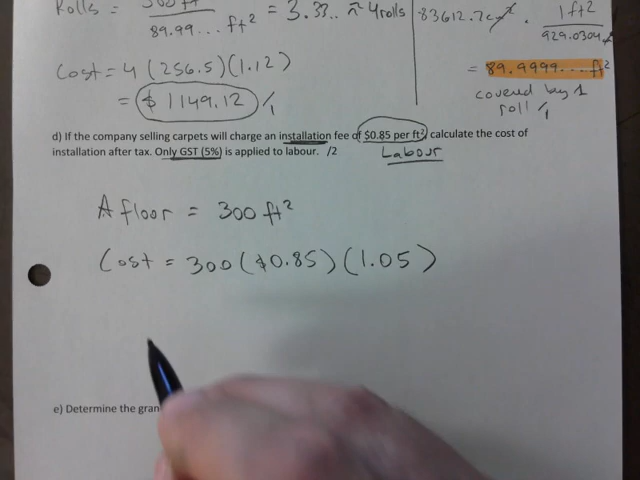 Rolls = 300 ft² / 89.99... ft² = 3.33.. ≈ 4 rolls
Cost = 4 (256.5)(1.12)
= $1149.12 /1
83612.7 cm² . 1 ft² / 929.0304
= 89.9999.....ft²
covered by 1
roll /1
d) If the company selling carpets will charge an installation fee of $0.85 per ft², calculate the cost of
installation after tax. Only GST (5%) is applied to labour. /2
Labour
A floor = 300 ft²
Cost = 300 ($0.85)(1.05)
e) Determine the